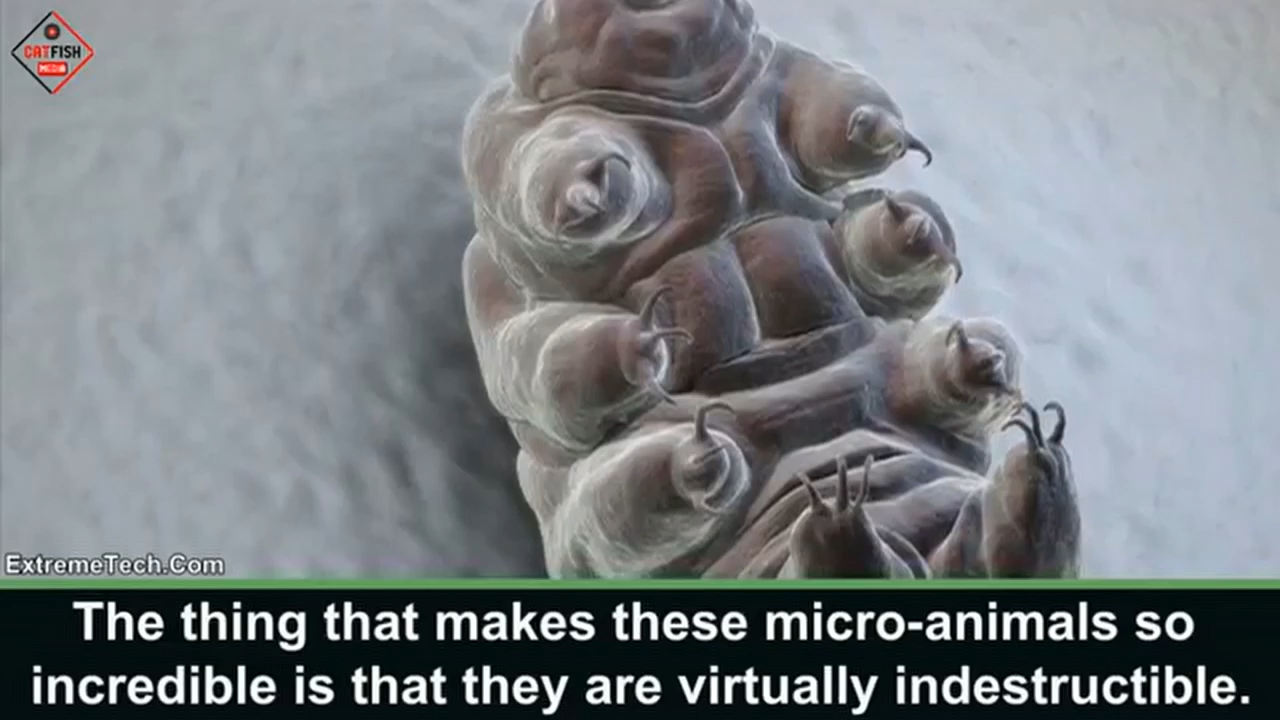 CATFISH
MEDIA
ExtremeTech.Com
The thing that makes these micro-animals so
incredible is that they are virtually indestructible.